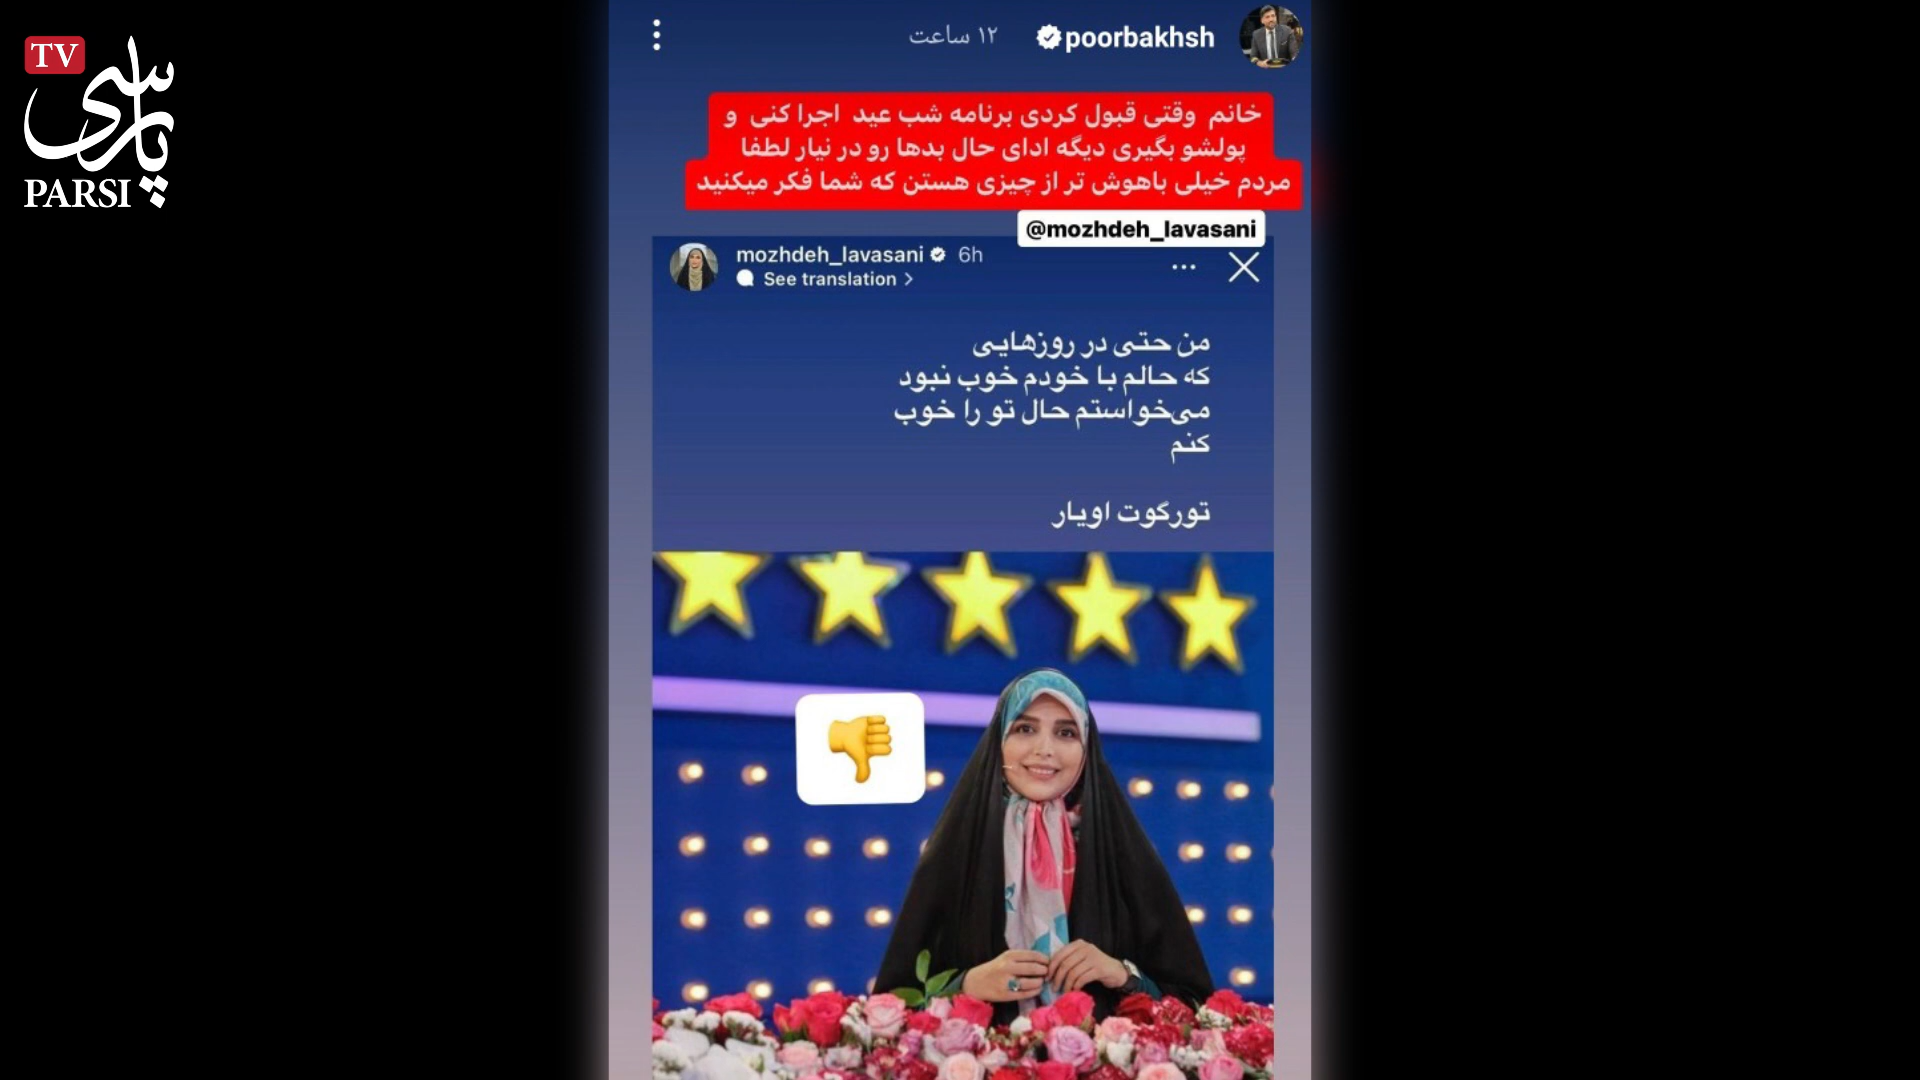 TV
پارسی
PARSI
poorbakhsh ۱۲ ساعت
خانم وقتی قبول کردی برنامه شب عید اجرا کنی و
پولشو بگیری دیگه ادای حال بدها رو در نیار لطفا
مردم خیلی باهوش تر از چیزی هستن که شما فکر میکنید
@mozhdeh_lavasani
mozhdeh_lavasani 6h
See translation
من حتی در روزهایی
که حالم با خودم خوب نبود
می‌خواستم حال تو را خوب
کنم
تورگوت اویار